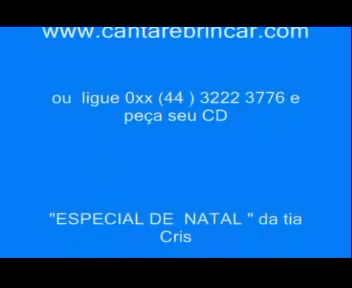 www.cantarebrincar.com
ou ligue 0xx (44 ) 3222 3776 e
peça seu CD
"ESPECIAL DE NATAL " da tia
Cris